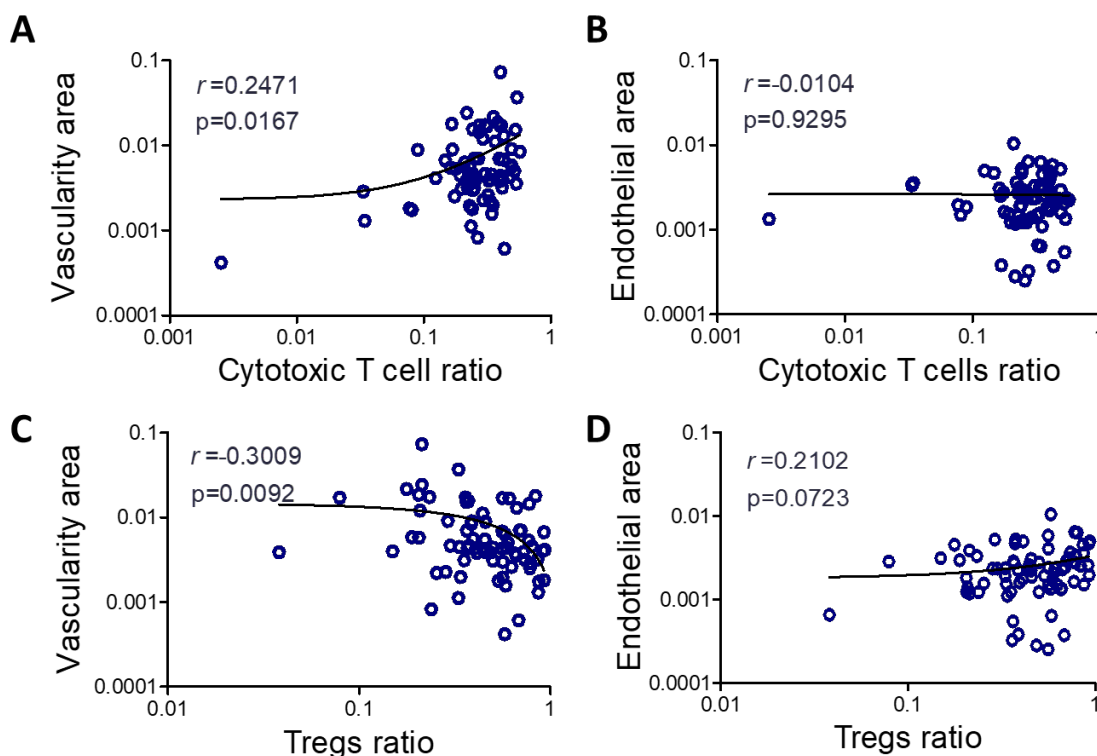 A
Vascularity area
0.1
0.01
0.001
0.0001
r=0.2471
p=0.0167
0.001
0.01
0.1
1
Cytotoxic T cell ratio
B
Endothelial area
0.1
0.01
0.001
0.0001
r=-0.0104
p=0.9295
0.001
0.01
0.1
1
Cytotoxic T cells ratio
C
Vascularity area
0.1
0.01
0.001
0.0001
r=-0.3009
p=0.0092
0.01
0.1
1
Tregs ratio
D
Endothelial area
0.1
0.01
0.001
0.0001
r=0.2102
p=0.0723
0.01
0.1
1
Tregs ratio